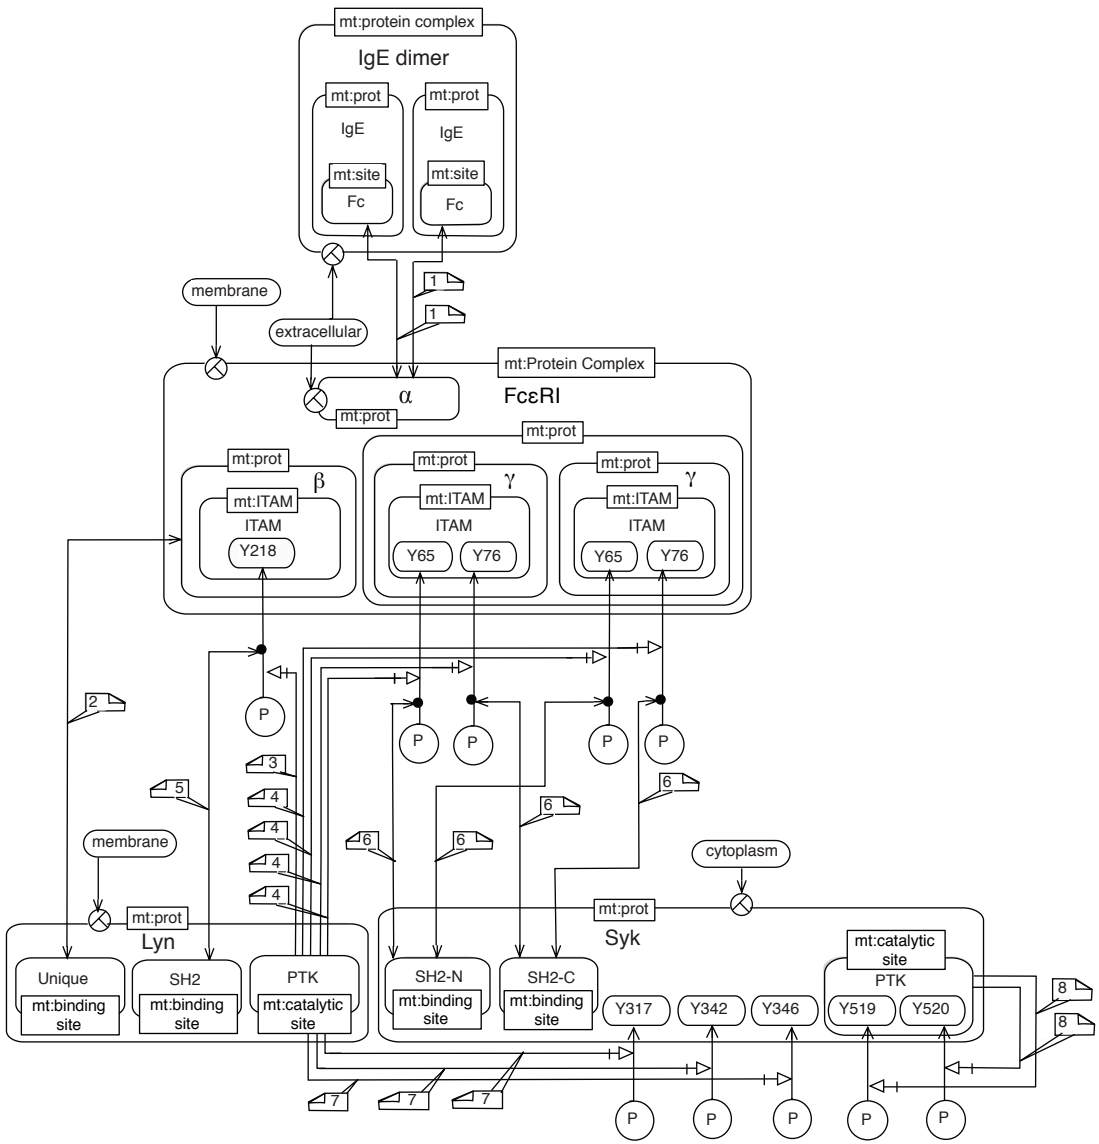 mt:protein complex
IgE dimer
mt:prot
mt:prot
IgE
IgE
mt:site
mt:site
Fc
Fc
1
membrane
1
extracellular
mt:Protein Complex
α
FcεRI
mt:prot
mt:prot
mt:prot
mt:prot
mt:prot
β
γ
γ
mt:ITAM
mt:ITAM
mt:ITAM
ITAM
ITAM
ITAM
Y218
Y65
Y76
Y65
Y76
2
P
P
P
P
P
3
5
4
6
6
4
6
6
membrane
4
cytoplasm
4
mt:prot
mt:prot
Lyn
Syk
mt:catalytic
site
Unique
SH2
PTK
SH2-N
SH2-C
PTK
mt:binding
site
mt:binding
site
mt:catalytic
site
mt:binding
site
mt:binding
site
Y317
Y342
Y346
Y519
Y520
8
8
7
7
7
P
P
P
P
P